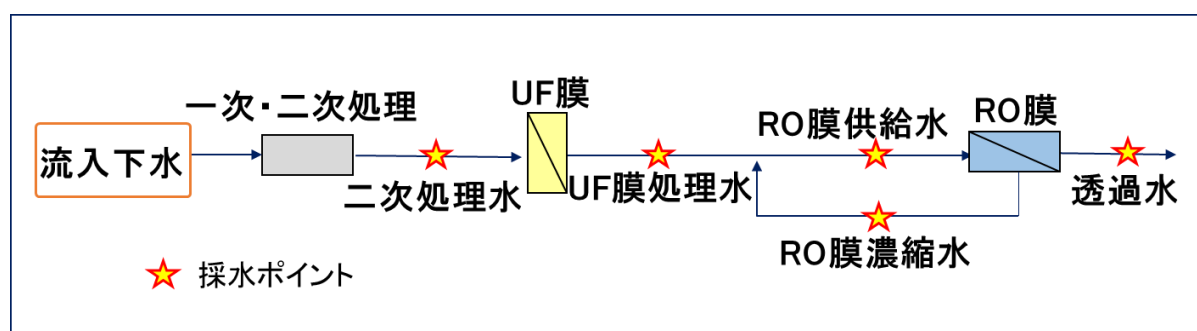 流入下水
一次・二次処理
二次処理水
UF膜
UF膜処理水
RO膜供給水
RO膜
透過水
RO膜濃縮水
採水ポイント